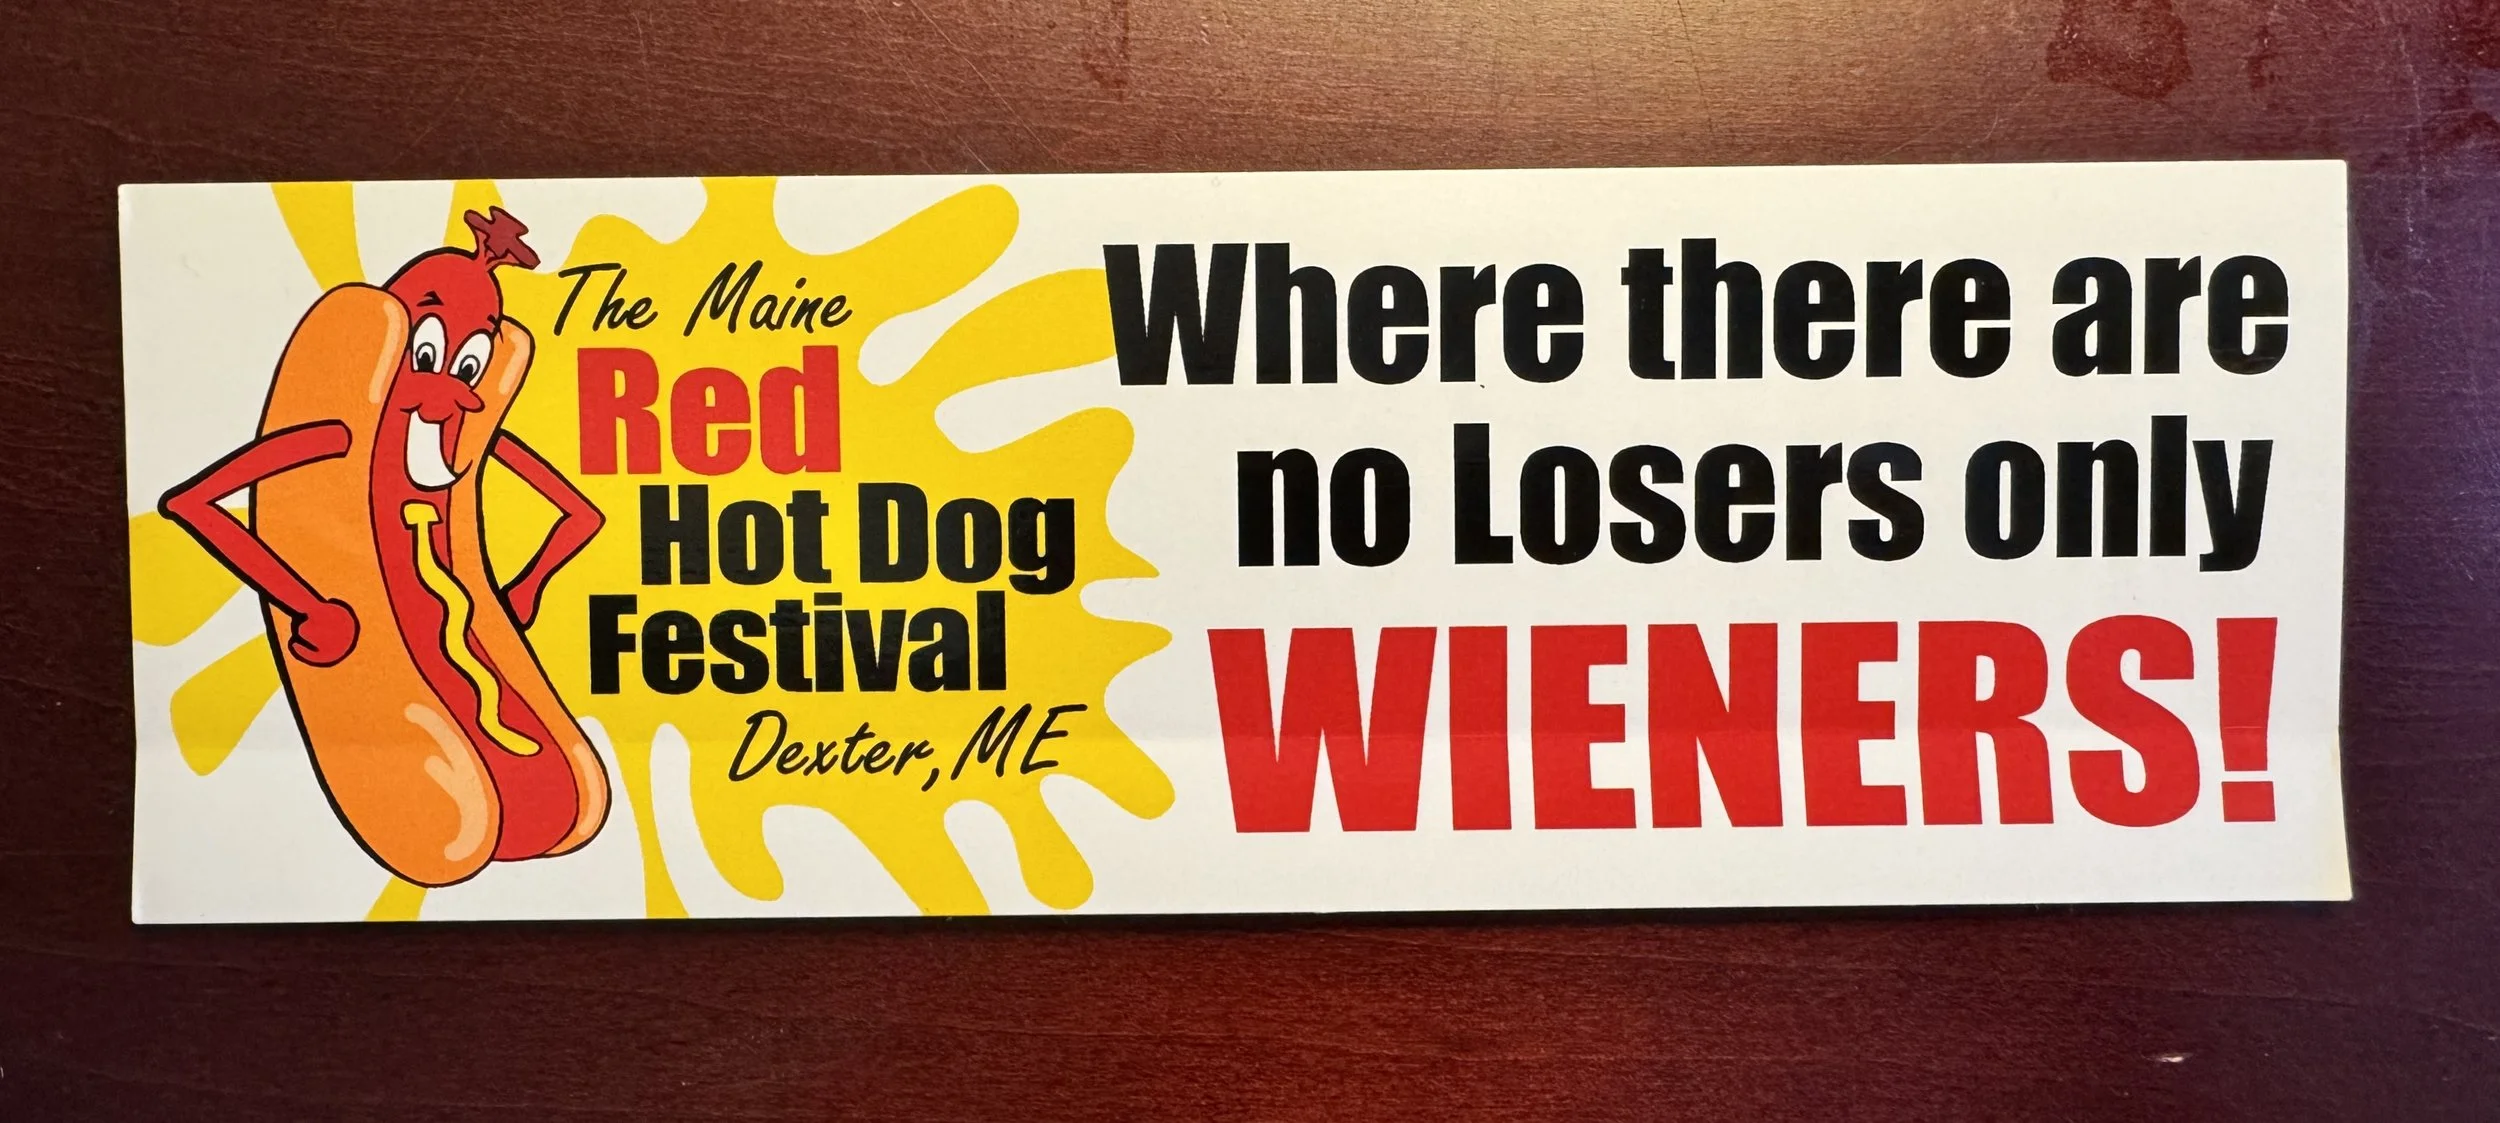 The Maine
Red
Hot Dog
Festival
Dexter, ME
Where there are
no Losers only
WIENERS!